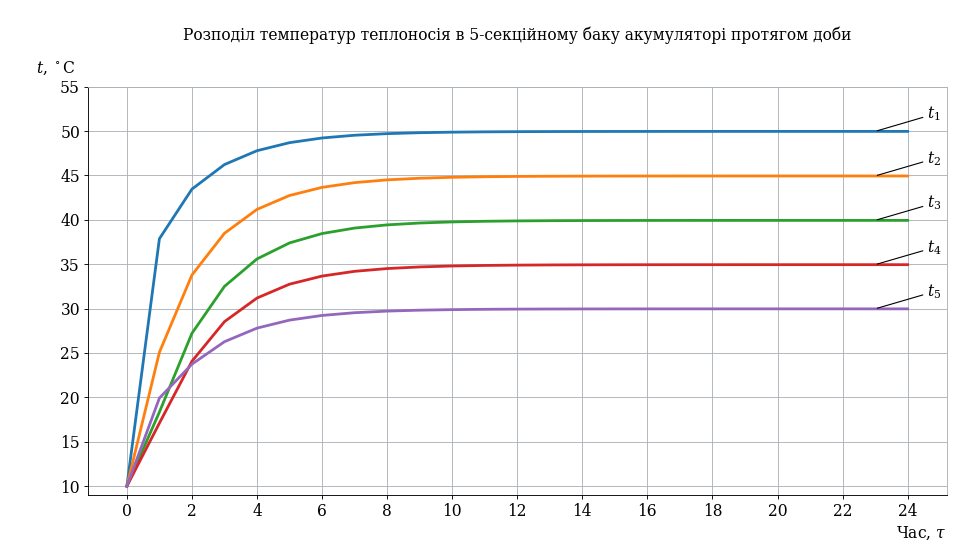 Розподіл температур теплоносія в 5-секційному баку акумуляторі протягом доби
t, °C
55
50
45
40
35
30
25
20
15
10
t₁
t₂
t₃
t₄
t₅
0 2 4 6 8 10 12 14 16 18 20 22 24
Час, τ